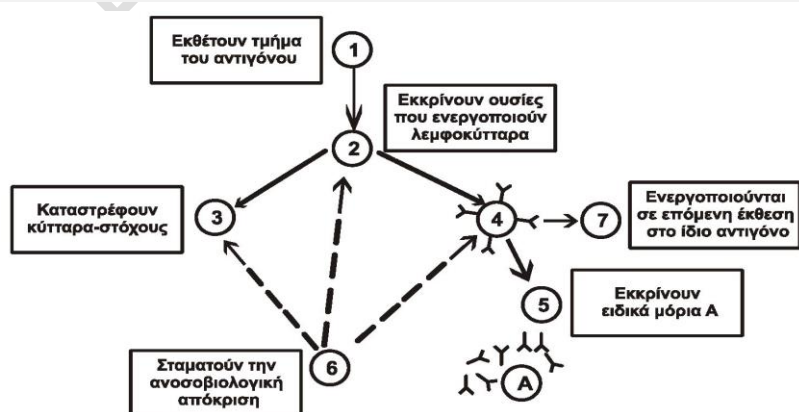 Εκθέτουν τμήμα
του αντιγόνου
1
Εκκρίνουν ουσίες
που ενεργοποιούν
λεμφοκύτταρα
2
Καταστρέφουν
κύτταρα-στόχους
3
4
7
Ενεργοποιούνται
σε επόμενη έκθεση
στο ίδιο αντιγόνο
5
Εκκρίνουν
ειδικά μόρια Α
Σταματούν την
ανοσοβιολογική
απόκριση
6
Α